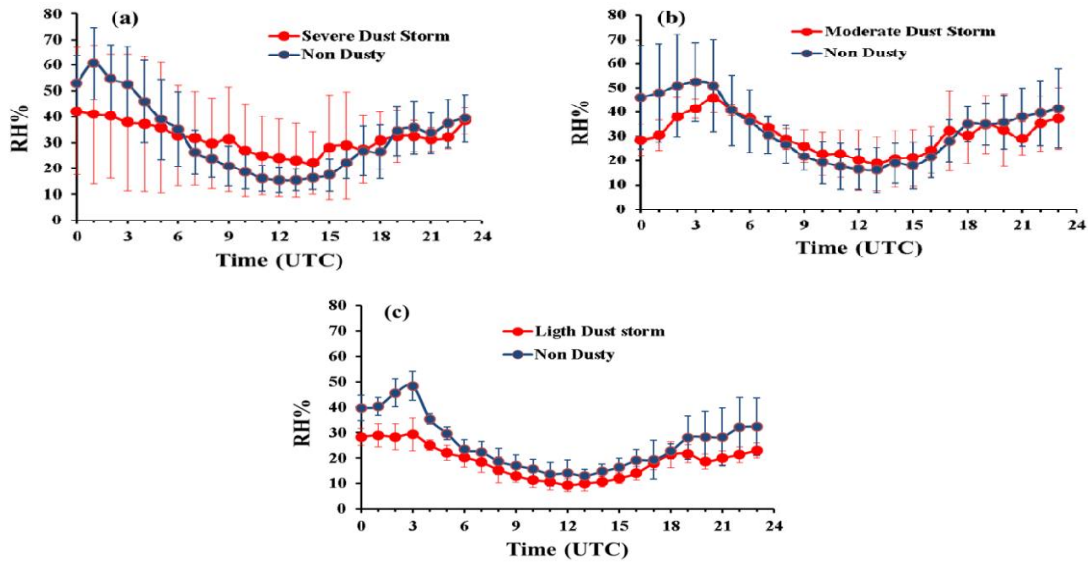 (a)
Severe Dust Storm
Non Dusty
RH%
80
70
60
50
40
30
20
10
0
0 3 6 9 12 15 18 21 24
Time (UTC)
(b)
Moderate Dust Storm
Non Dusty
RH%
80
70
60
50
40
30
20
10
0
0 3 6 9 12 15 18 21 24
Time (UTC)
(c)
Ligth Dust storm
Non Dusty
RH%
80
70
60
50
40
30
20
10
0
0 3 6 9 12 15 18 21 24
Time (UTC)